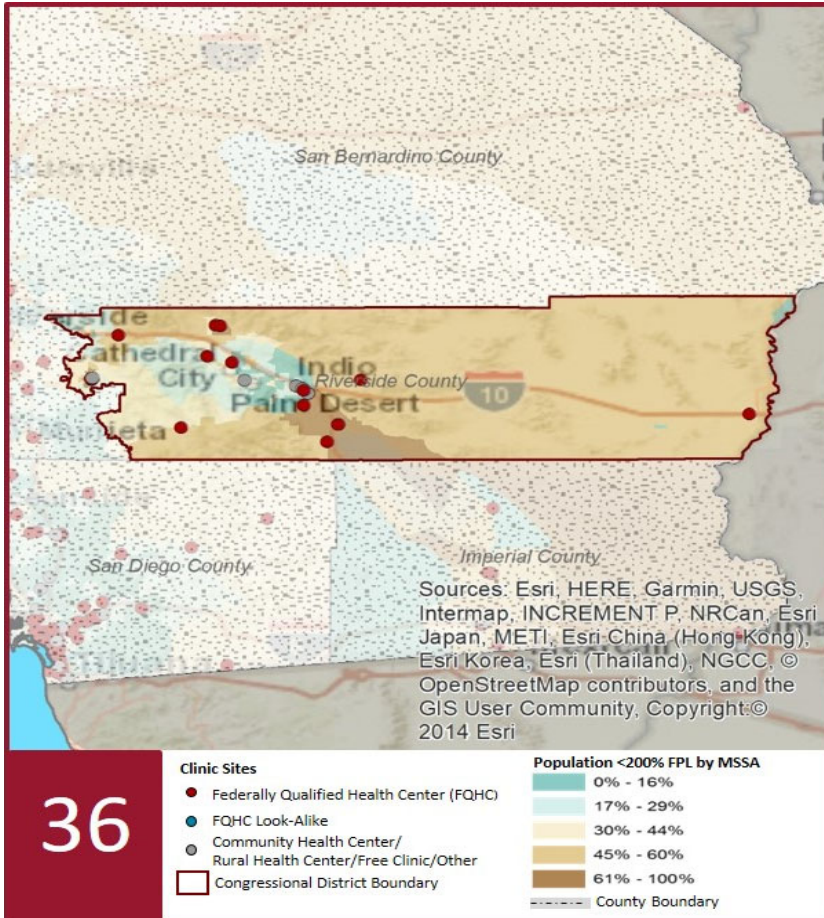 San Bernardino County
Cathedral
City
Indio
Riverside County
10
Palm Desert
San Diego County
Imperial County
Sources: Esri, HERE, Garmin, USGS,
Intermap, INCREMENT P, NRCan, Esri
Japan, METI, Esri China (Hong Kong),
Esri Korea, Esri (Thailand), NGCC, ©
OpenStreetMap contributors, and the
GIS User Community, Copyright:©
2014 Esri
36
Clinic Sites
Federally Qualified Health Center (FQHC)
FQHC Look-Alike
Community Health Center/
Rural Health Center/Free Clinic/Other
Congressional District Boundary
Population <200% FPL by MSSA
0% - 16%
17% - 29%
30% - 44%
45% - 60%
61% - 100%
County Boundary